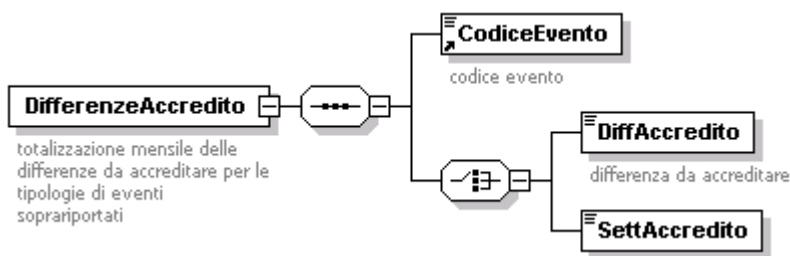 CodiceEvento
codice evento
DifferenzeAccredito
totalizzazione mensile delle
differenze da accreditare per le
tipologie di eventi
soprariportati
DiffAccredito
differenza da accreditare
SettAccredito